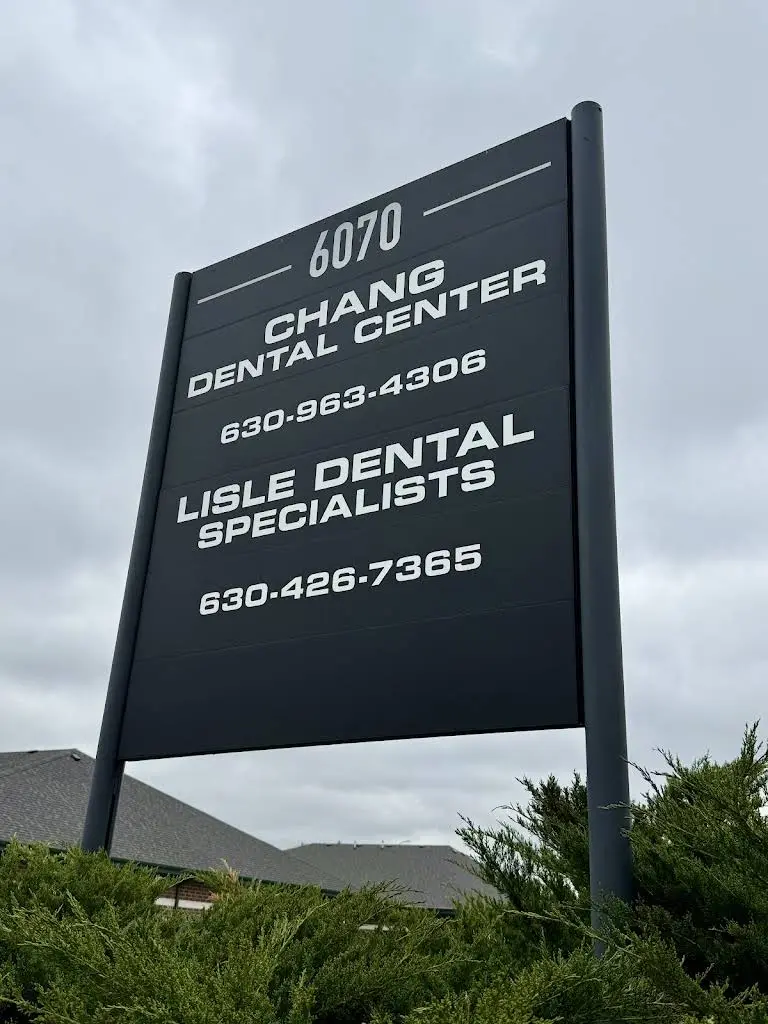 6070
CHANG
DENTAL CENTER
630-963-4306
LISLE DENTAL
SPECIALISTS
630-426-7365